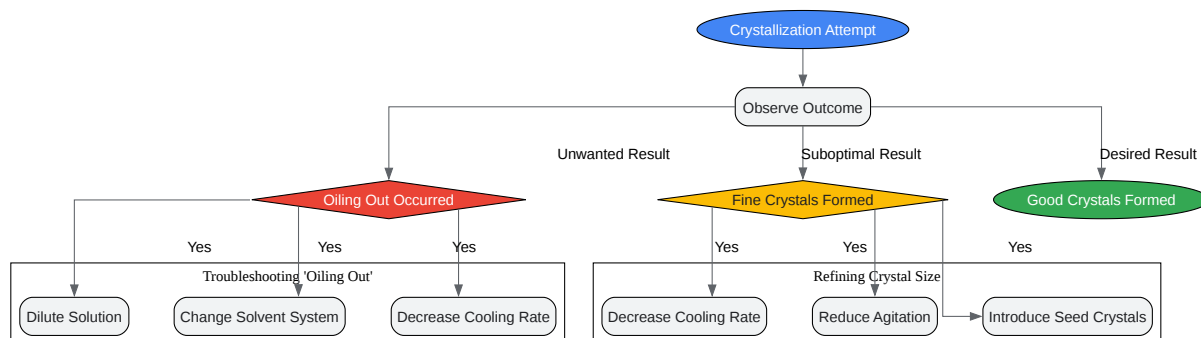 Crystallization Attempt
Observe Outcome
Unwanted Result
Suboptimal Result
Desired Result
Oiling Out Occurred
Fine Crystals Formed
Good Crystals Formed
Yes
Yes
Yes
Yes
Yes
Yes
Troubleshooting 'Oiling Out'
Refining Crystal Size
Dilute Solution
Change Solvent System
Decrease Cooling Rate
Decrease Cooling Rate
Reduce Agitation
Introduce Seed Crystals